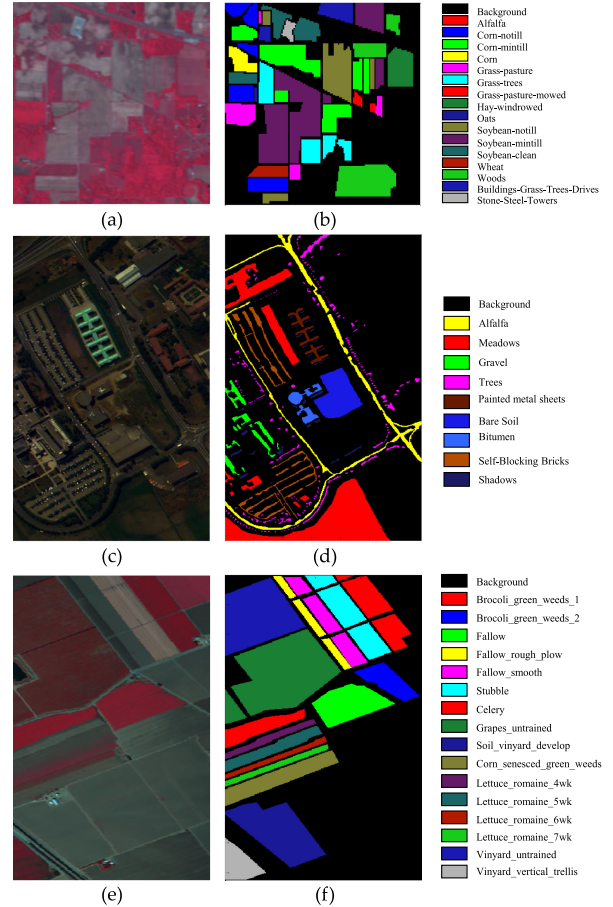 Background
Alfalfa
Corn-notill
Corn-mintill
Corn
Grass-pasture
Grass-trees
Grass-pasture-mowed
Hay-windrowed
Oats
Soybean-notill
Soybean-mintill
Soybean-clean
Wheat
Woods
Buildings-Grass-Trees-Drives
Stone-Steel-Towers
(a)
(b)
Background
Alfalfa
Meadows
Gravel
Trees
Painted metal sheets
Bare Soil
Bitumen
Self-Blocking Bricks
Shadows
(c)
(d)
Background
Brocoli_green_weeds_1
Brocoli_green_weeds_2
Fallow
Fallow_rough_plow
Fallow_smooth
Stubble
Celery
Grapes_untrained
Soil_vinyard_develop
Corn_senesced_green_weeds
Lettuce_romaine_4wk
Lettuce_romaine_5wk
Lettuce_romaine_6wk
Lettuce_romaine_7wk
Vinyard_untrained
Vinyard_vertical_trellis
(e)
(f)